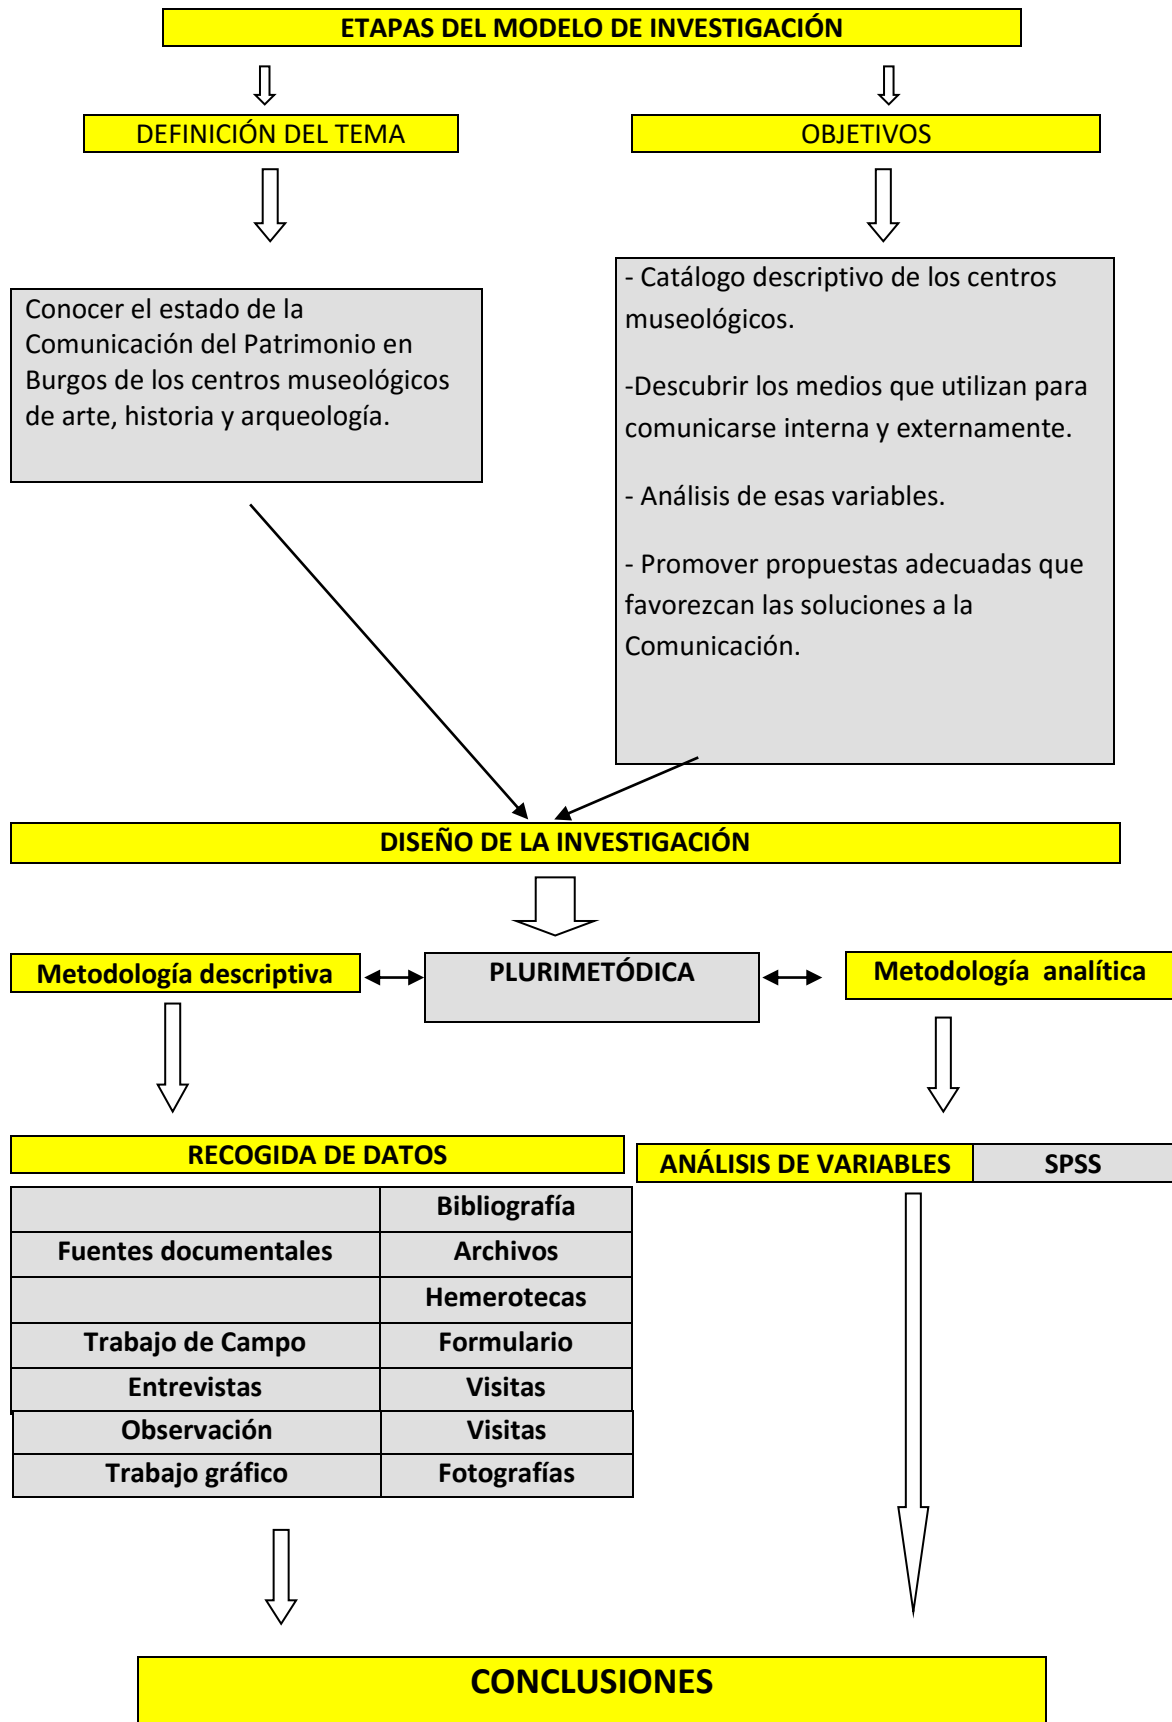 ETAPAS DEL MODELO DE INVESTIGACIÓN
DEFINICIÓN DEL TEMA
OBJETIVOS
Conocer el estado de la
Comunicación del Patrimonio en
Burgos de los centros museológicos
de arte, historia y arqueología.
- Catálogo descriptivo de los centros
museológicos.
-Descubrir los medios que utilizan para
comunicarse interna y externamente.
- Análisis de esas variables.
- Promover propuestas adecuadas que
favorezcan las soluciones a la
Comunicación.
DISEÑO DE LA INVESTIGACIÓN
Metodología descriptiva
PLURIMETÓDICA
Metodología analítica
RECOGIDA DE DATOS
Bibliografía
Fuentes documentales Archivos
Hemerotecas
Trabajo de Campo Formulario
Entrevistas Visitas
Observación Visitas
Trabajo gráfico Fotografías
ANÁLISIS DE VARIABLES SPSS
CONCLUSIONES